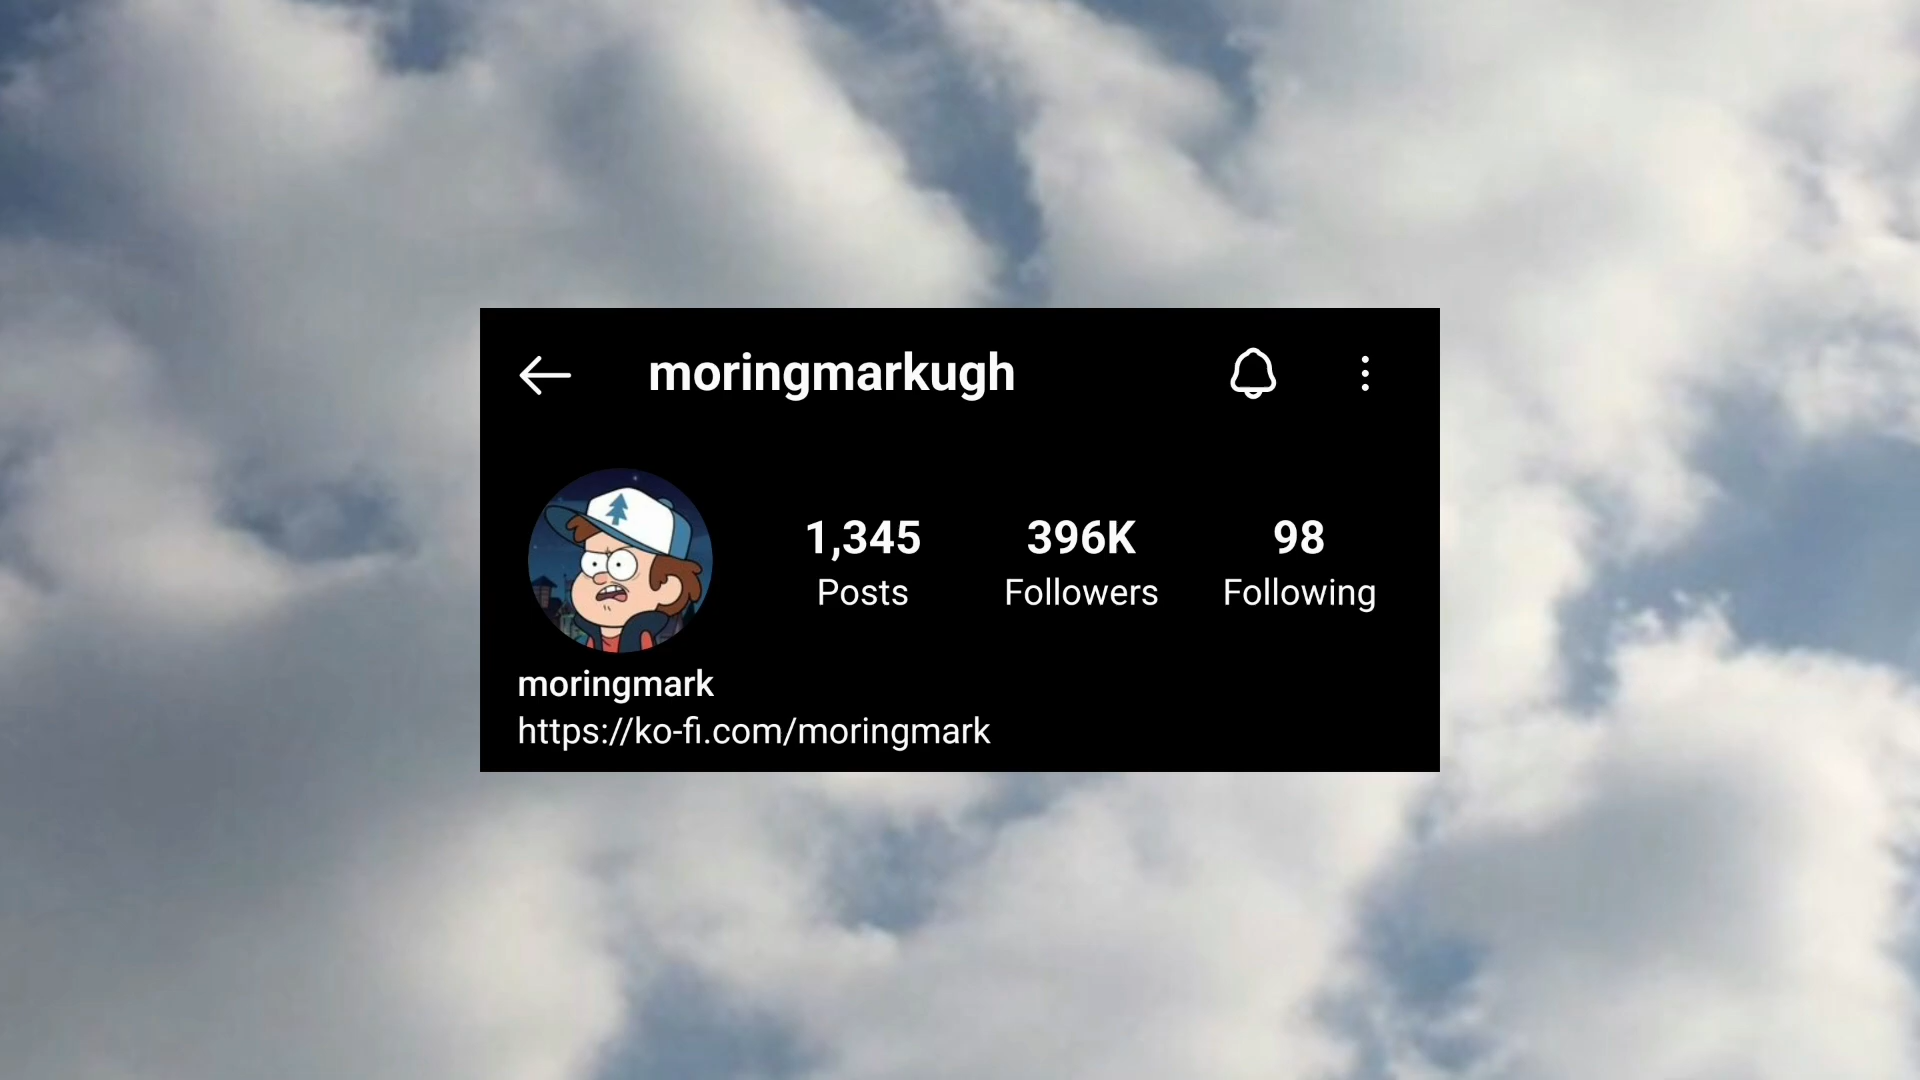 moringmarkugh
1,345 396K 98
Posts Followers Following
moringmark
https://ko-fi.com/moringmark